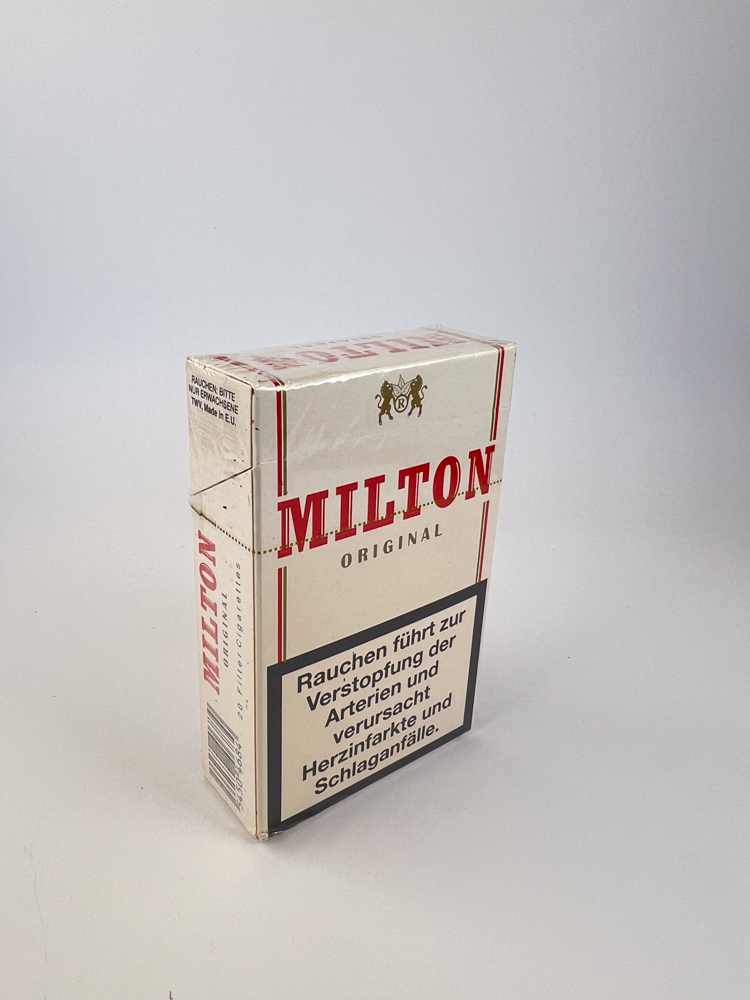 MILTON
RAUCHEN: BITTE
NUR ERWACHSENE
TWV. Made in E.U.
R
MILTON
ORIGINAL
MILTON
ORIGINAL
20 Filter Cigarettes
Rauchen führt zur
Verstopfung der
Arterien und
verursacht
Herzinfarkte und
Schlaganfälle.